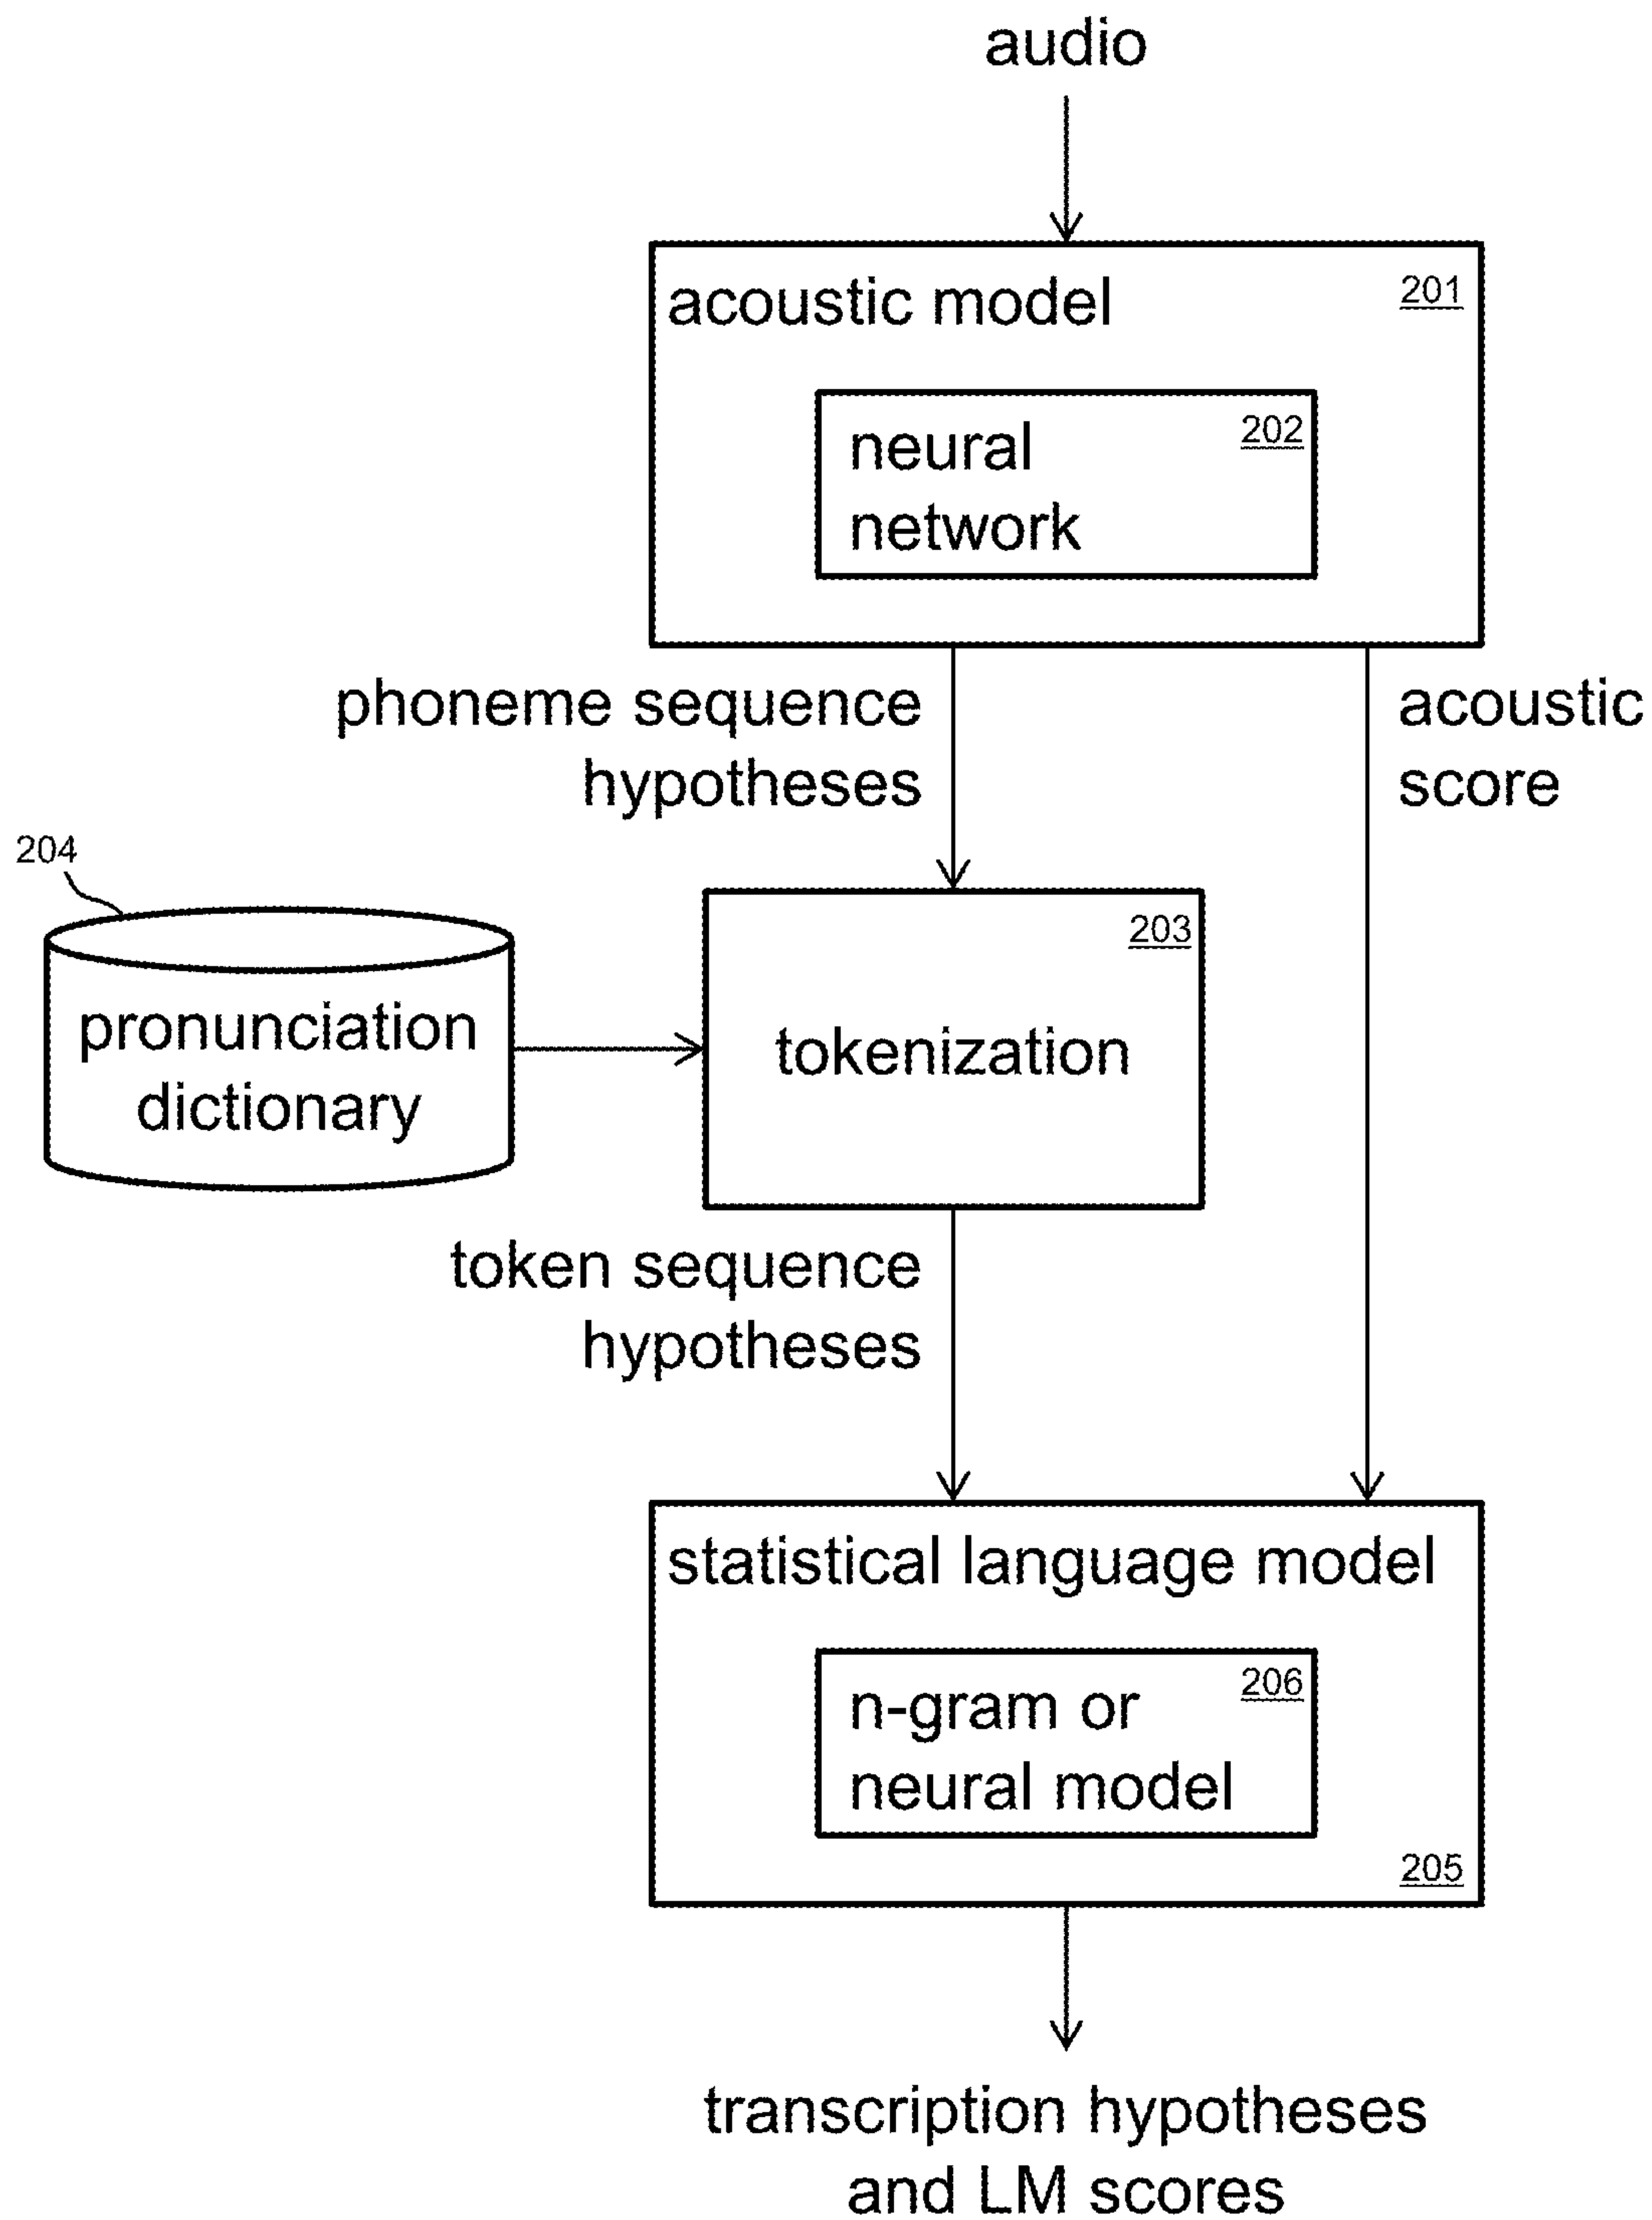 audio
acoustic model
201
neural
202
network
phoneme sequence
hypotheses
acoustic
score
204
pronunciation
dictionary
203
tokenization
token sequence
hypotheses
statistical language model
n-gram or
206
neural model
205
transcription hypotheses
and LM scores